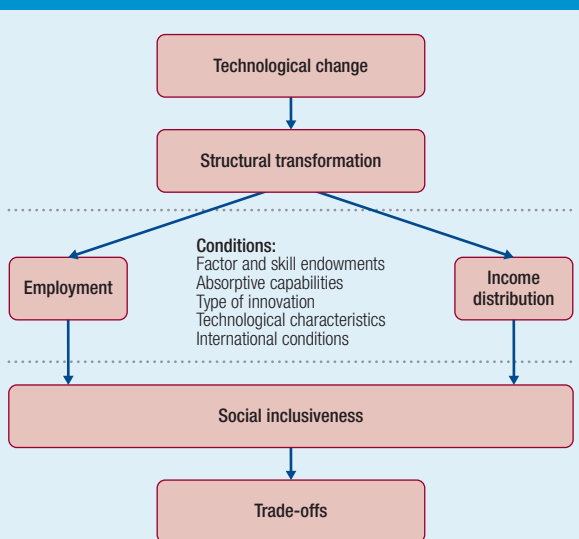 Technological change
Structural transformation
Conditions:
Factor and skill endowments
Absorptive capabilities
Type of innovation
Technological characteristics
International conditions
Employment
Income
distribution
Social inclusiveness
Trade-offs